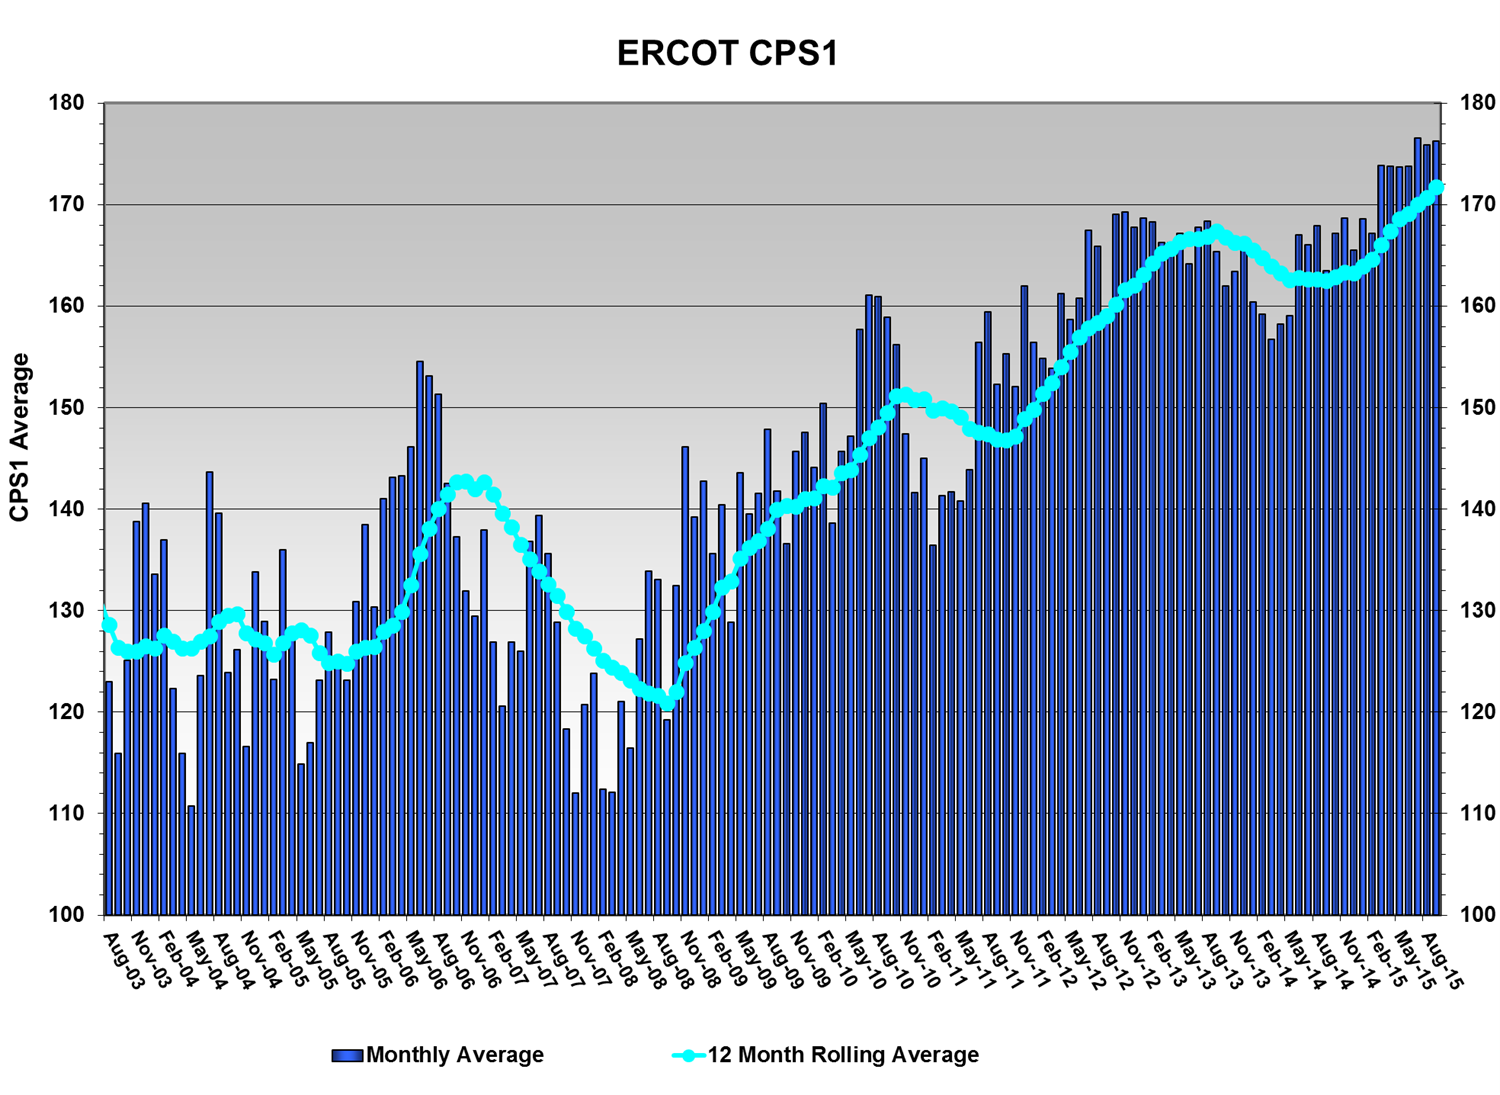 ERCOT CPS1
180
170
160
150
140
130
120
110
100
CPS1 Average
180
170
160
150
140
130
120
110
100
Aug-03
Nov-03
Feb-04
May-04
Aug-04
Nov-04
Feb-05
May-05
Aug-05
Nov-05
Feb-06
May-06
Aug-06
Nov-06
Feb-07
May-07
Aug-07
Nov-07
Feb-08
May-08
Aug-08
Nov-08
Feb-09
May-09
Aug-09
Nov-09
Feb-10
May-10
Aug-10
Nov-10
Feb-11
May-11
Aug-11
Nov-11
Feb-12
May-12
Aug-12
Nov-12
Feb-13
May-13
Aug-13
Nov-13
Feb-14
May-14
Aug-14
Nov-14
Feb-15
May-15
Aug-15
Monthly Average
12 Month Rolling Average